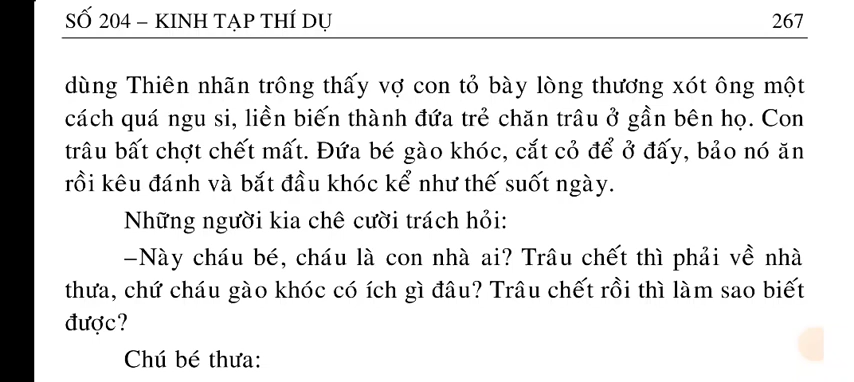 SỐ 204 – KINH TẠP THÍ DỤ 267
dùng Thiên nhãn trông thấy vợ con tỏ bày lòng thương xót ông một
cách quá ngu si, liền biến thành đứa trẻ chăn trâu ở gần bên họ. Con
trâu bất chợt chết mất. Đứa bé gào khóc, cắt cỏ để ở đấy, bảo nó ăn
rồi kêu đánh và bắt đầu khóc kể như thế suốt ngày.
Những người kia chê cười trách hỏi:
–Này cháu bé, cháu là con nhà ai? Trâu chết thì phải về nhà
thưa, chứ cháu gào khóc có ích gì đâu? Trâu chết rồi thì làm sao biết
được?
Chú bé thưa: